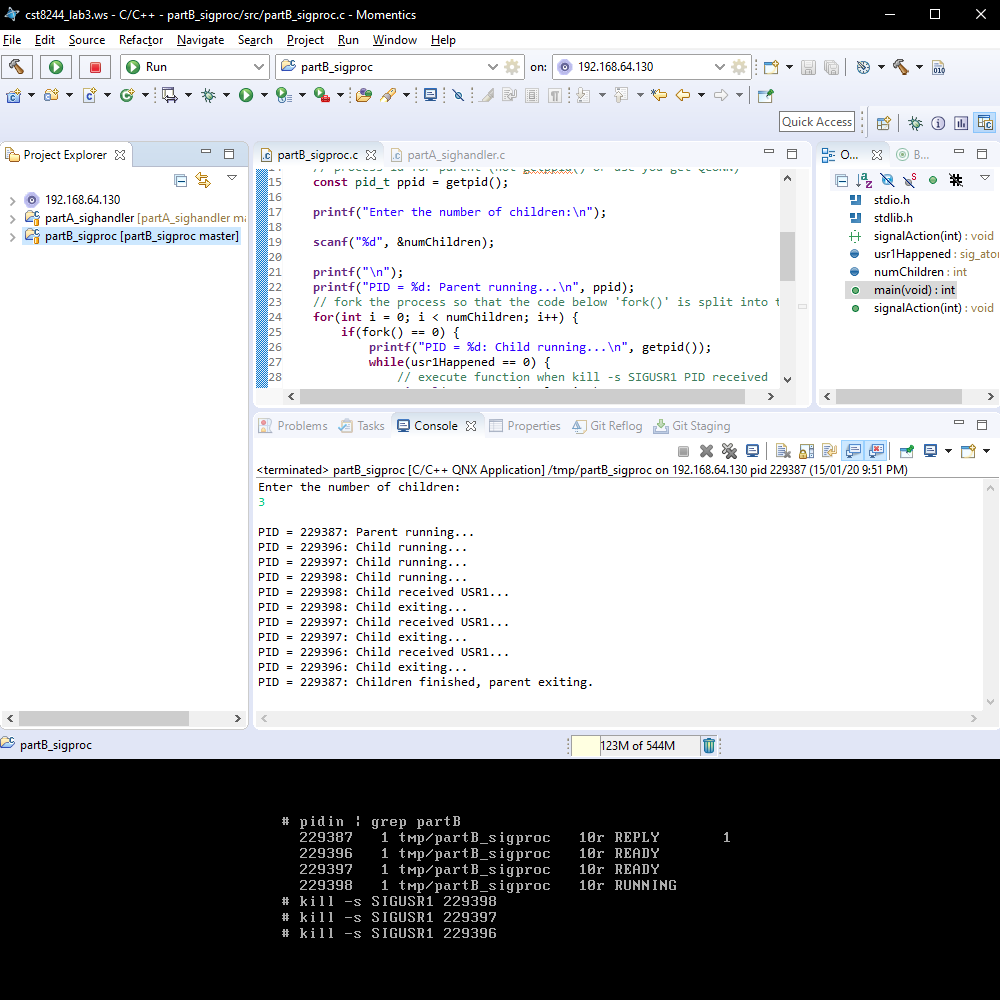 cst8244_lab3.ws - C/C++ - partB_sigproc/src/partB_sigproc.c - Momentics
File Edit Source Refactor Navigate Search Project Run Window Help
Run partB_sigproc on: 192.168.64.130
Quick Access
Project Explorer
192.168.64.130
partA_sighandler [partA_sighandler ma
partB_sigproc [partB_sigproc master]
partB_sigproc.c partA_sighandler.c
14 // process id for parent (not getppid() or use you get QCONN)
15 const pid_t ppid = getpid();
16
17 printf("Enter the number of children:\n");
18
19 scanf("%d", &numChildren);
20
21 printf("\n");
22 printf("PID = %d: Parent running...\n", ppid);
23 // fork the process so that the code below 'fork()' is split into t
24 for(int i = 0; i < numChildren; i++) {
25 if(fork() == 0) {
26 printf("PID = %d: Child running...\n", getpid());
27 while(usr1Happened == 0) {
28 // execute function when kill -s SIGUSR1 PID received
O... B...
stdio.h
stdlib.h
signalAction(int) : void
usr1Happened : sig_ato
numChildren : int
main(void) : int
signalAction(int) : void
Problems Tasks Console Properties Git Reflog Git Staging
<terminated> partB_sigproc [C/C++ QNX Application] /tmp/partB_sigproc on 192.168.64.130 pid 229387 (15/01/20 9:51 PM)
Enter the number of children:
3
PID = 229387: Parent running...
PID = 229396: Child running...
PID = 229397: Child running...
PID = 229398: Child running...
PID = 229398: Child received USR1...
PID = 229398: Child exiting...
PID = 229397: Child received USR1...
PID = 229397: Child exiting...
PID = 229396: Child received USR1...
PID = 229396: Child exiting...
PID = 229387: Children finished, parent exiting.
partB_sigproc
123M of 544M
# pidin | grep partB
229387 1 tmp/partB_sigproc 10r REPLY 1
229396 1 tmp/partB_sigproc 10r READY
229397 1 tmp/partB_sigproc 10r READY
229398 1 tmp/partB_sigproc 10r RUNNING
# kill -s SIGUSR1 229398
# kill -s SIGUSR1 229397
# kill -s SIGUSR1 229396